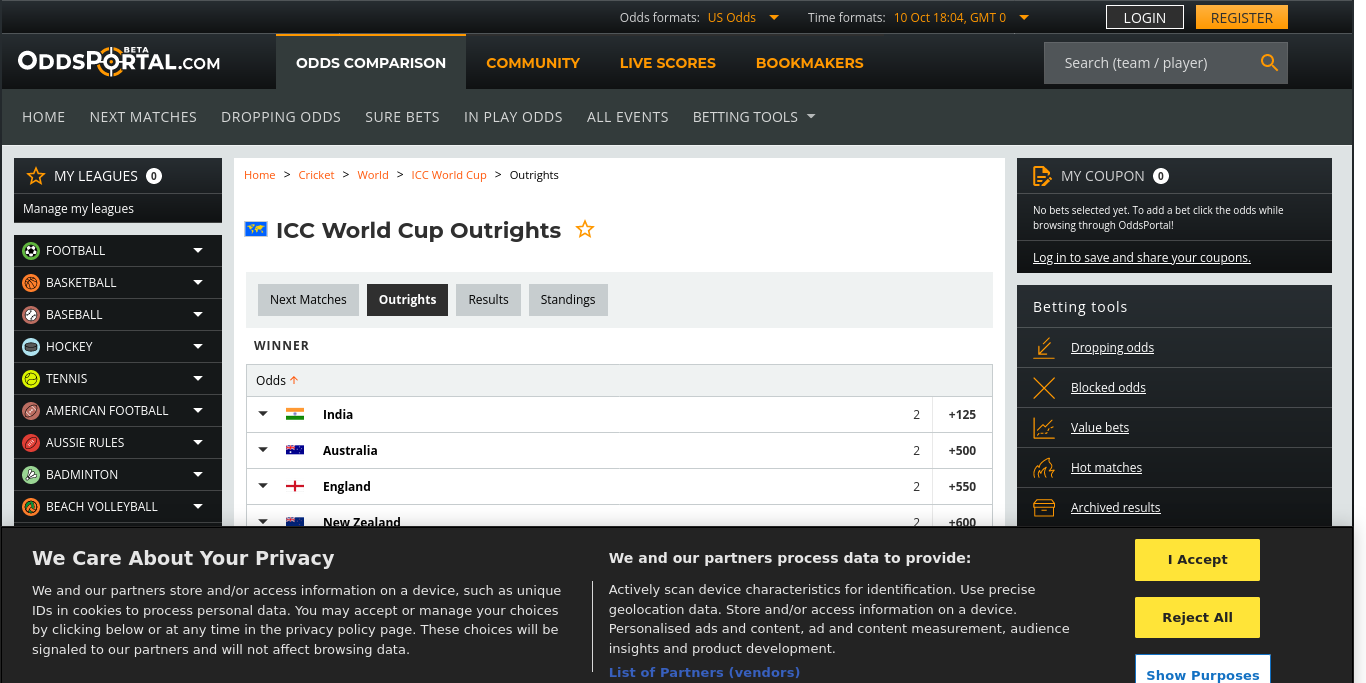 Odds formats: US Odds
Time formats: 10 Oct 18:04, GMT 0
LOGIN
REGISTER
ODDSPORTAL.COM
BETA
ODDS COMPARISON
COMMUNITY
LIVE SCORES
BOOKMAKERS
Search (team / player)
HOME
NEXT MATCHES
DROPPING ODDS
SURE BETS
IN PLAY ODDS
ALL EVENTS
BETTING TOOLS
MY LEAGUES 0
Manage my leagues
FOOTBALL
BASKETBALL
BASEBALL
HOCKEY
TENNIS
AMERICAN FOOTBALL
AUSSIE RULES
BADMINTON
BEACH VOLLEYBALL
Home > Cricket > World > ICC World Cup > Outrights
ICC World Cup Outrights
Next Matches
Outrights
Results
Standings
WINNER
Odds
India 2 +125
Australia 2 +500
England 2 +550
New Zealand 2 +600
MY COUPON 0
No bets selected yet. To add a bet click the odds while
browsing through OddsPortal!
Log in to save and share your coupons.
Betting tools
Dropping odds
Blocked odds
Value bets
Hot matches
Archived results
We Care About Your Privacy
We and our partners store and/or access information on a device, such as unique
IDs in cookies to process personal data. You may accept or manage your choices
by clicking below or at any time in the privacy policy page. These choices will be
signaled to our partners and will not affect browsing data.
We and our partners process data to provide:
Actively scan device characteristics for identification. Use precise
geolocation data. Store and/or access information on a device.
Personalised ads and content, ad and content measurement, audience
insights and product development.
List of Partners (vendors)
I Accept
Reject All
Show Purposes